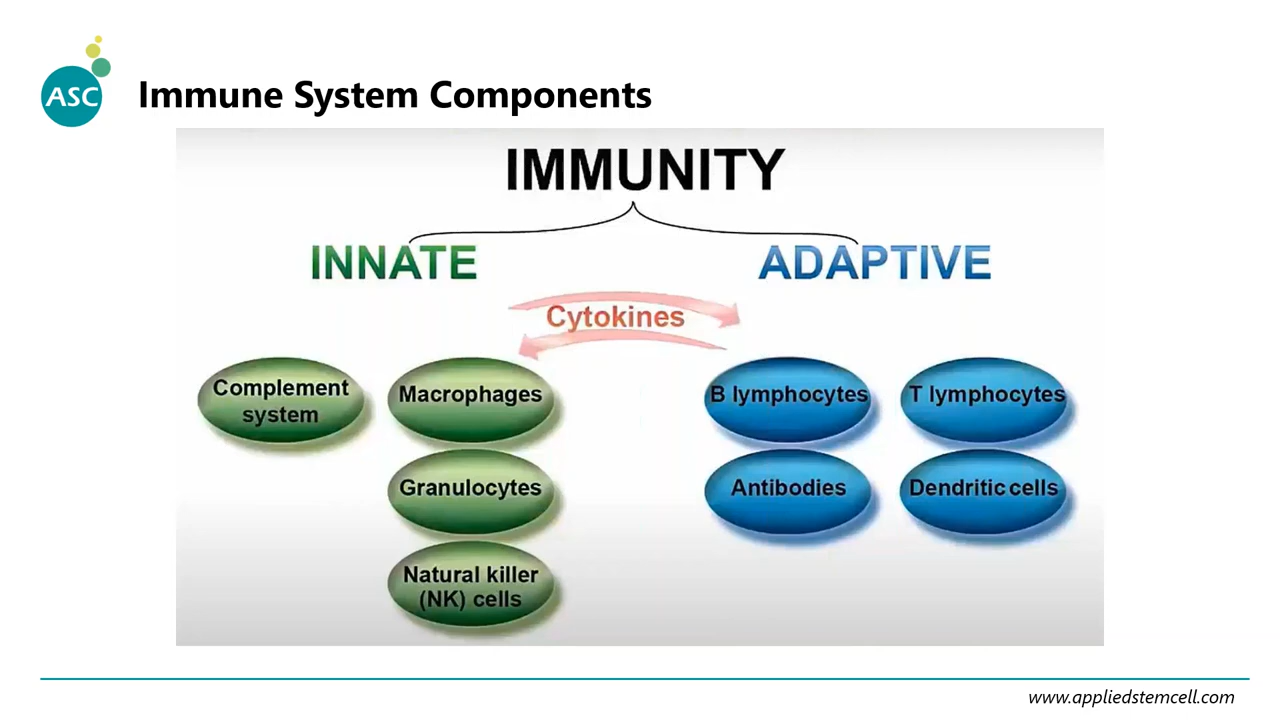 ASC
Immune System Components
IMMUNITY
INNATE
ADAPTIVE
Cytokines
Complement
system
Macrophages
Granulocytes
Natural killer
(NK) cells
B lymphocytes
T lymphocytes
Antibodies
Dendritic cells
www.appliedstemcell.com